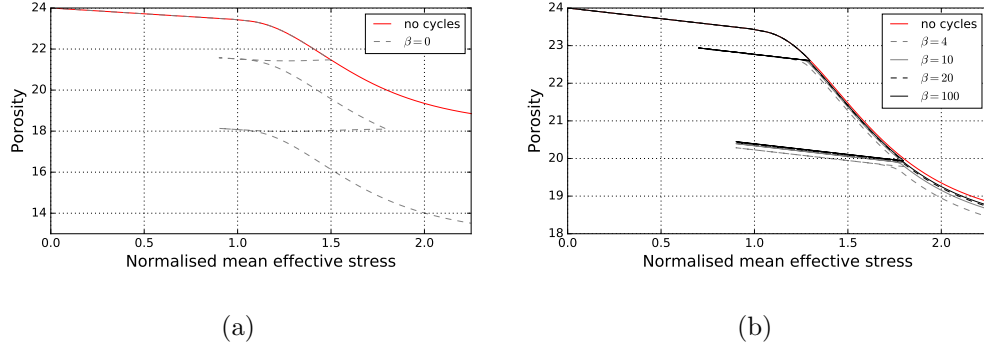 24
22
20
18
16
14
Porosity
0.0 0.5 1.0 1.5 2.0
Normalised mean effective stress
no cycles
β = 0
(a)
24
23
22
21
20
19
18
Porosity
0.0 0.5 1.0 1.5 2.0
Normalised mean effective stress
no cycles
β = 4
β = 10
β = 20
β = 100
(b)